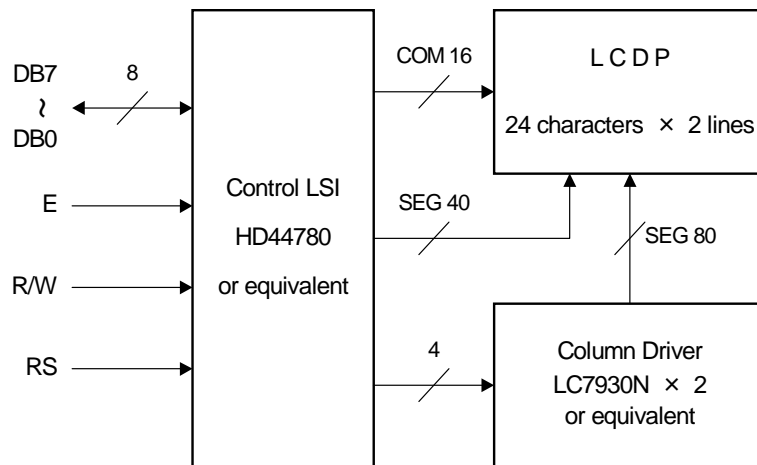 DB7
~
DB0
8
E
R/W
RS
Control LSI
HD44780
or equivalent
COM 16
SEG 40
4
L C D P
24 characters × 2 lines
SEG 80
Column Driver
LC7930N × 2
or equivalent